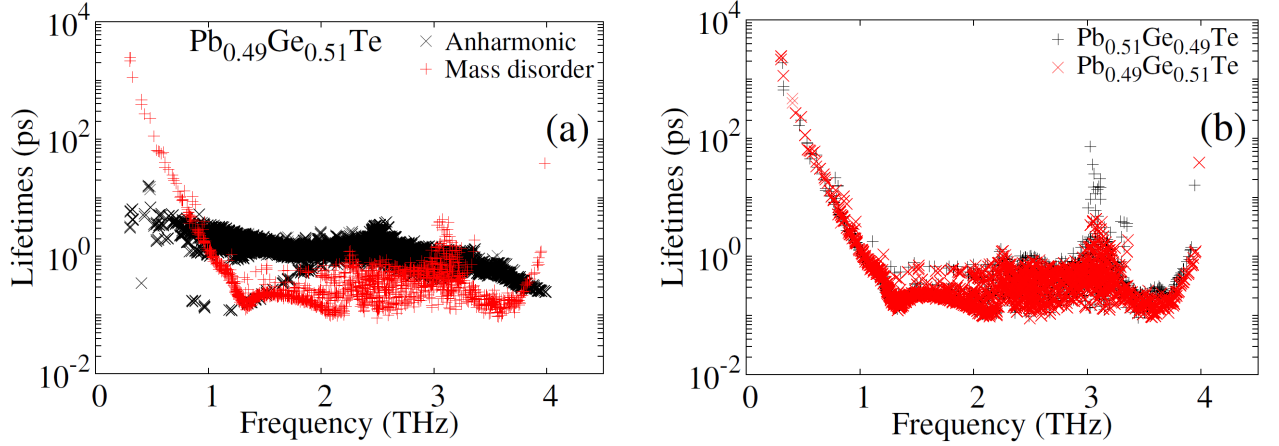 Pb0.49Ge0.51Te
× Anharmonic
+ Mass disorder
(a)
Lifetimes (ps)
10^4
10^2
10^0
10^-2
0 1 2 3 4
Frequency (THz)
+ Pb0.51Ge0.49Te
× Pb0.49Ge0.51Te
(b)
Lifetimes (ps)
10^4
10^2
10^0
10^-2
0 1 2 3 4
Frequency (THz)